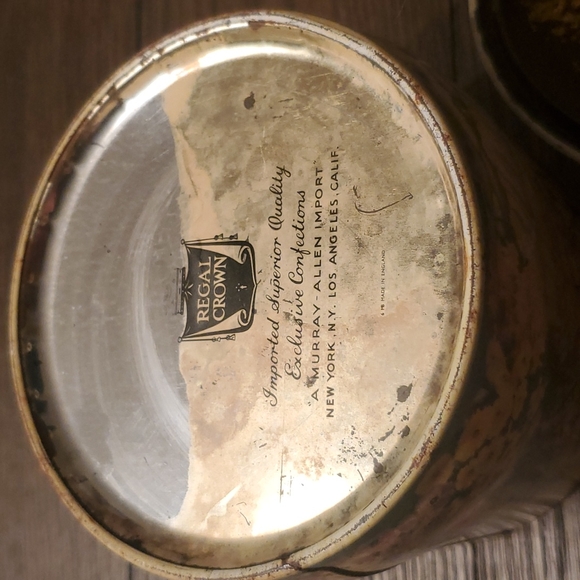 REGAL
CROWN
Imported Superior Quality
Exclusive Confections
"A MURRAY-ALLEN IMPORT"
NEW YORK, N.Y. LOS ANGELES, CALIF.
MADE IN ENGLAND